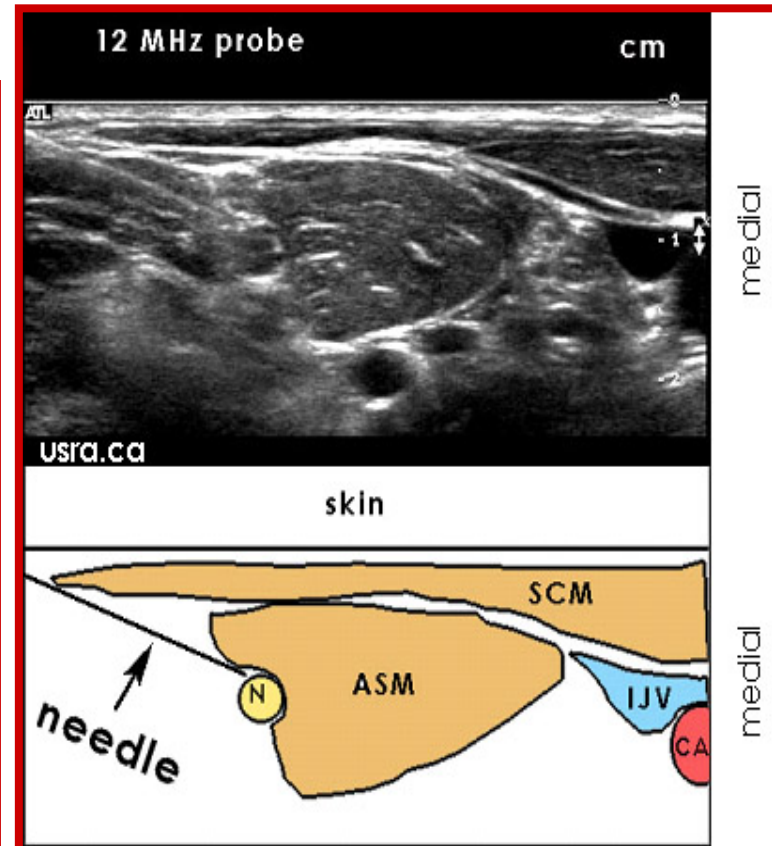 12 MHz probe
cm
ATL
0
1
2
medial
usra.ca
skin
SCM
ASM
N
IJV
CA
needle
medial